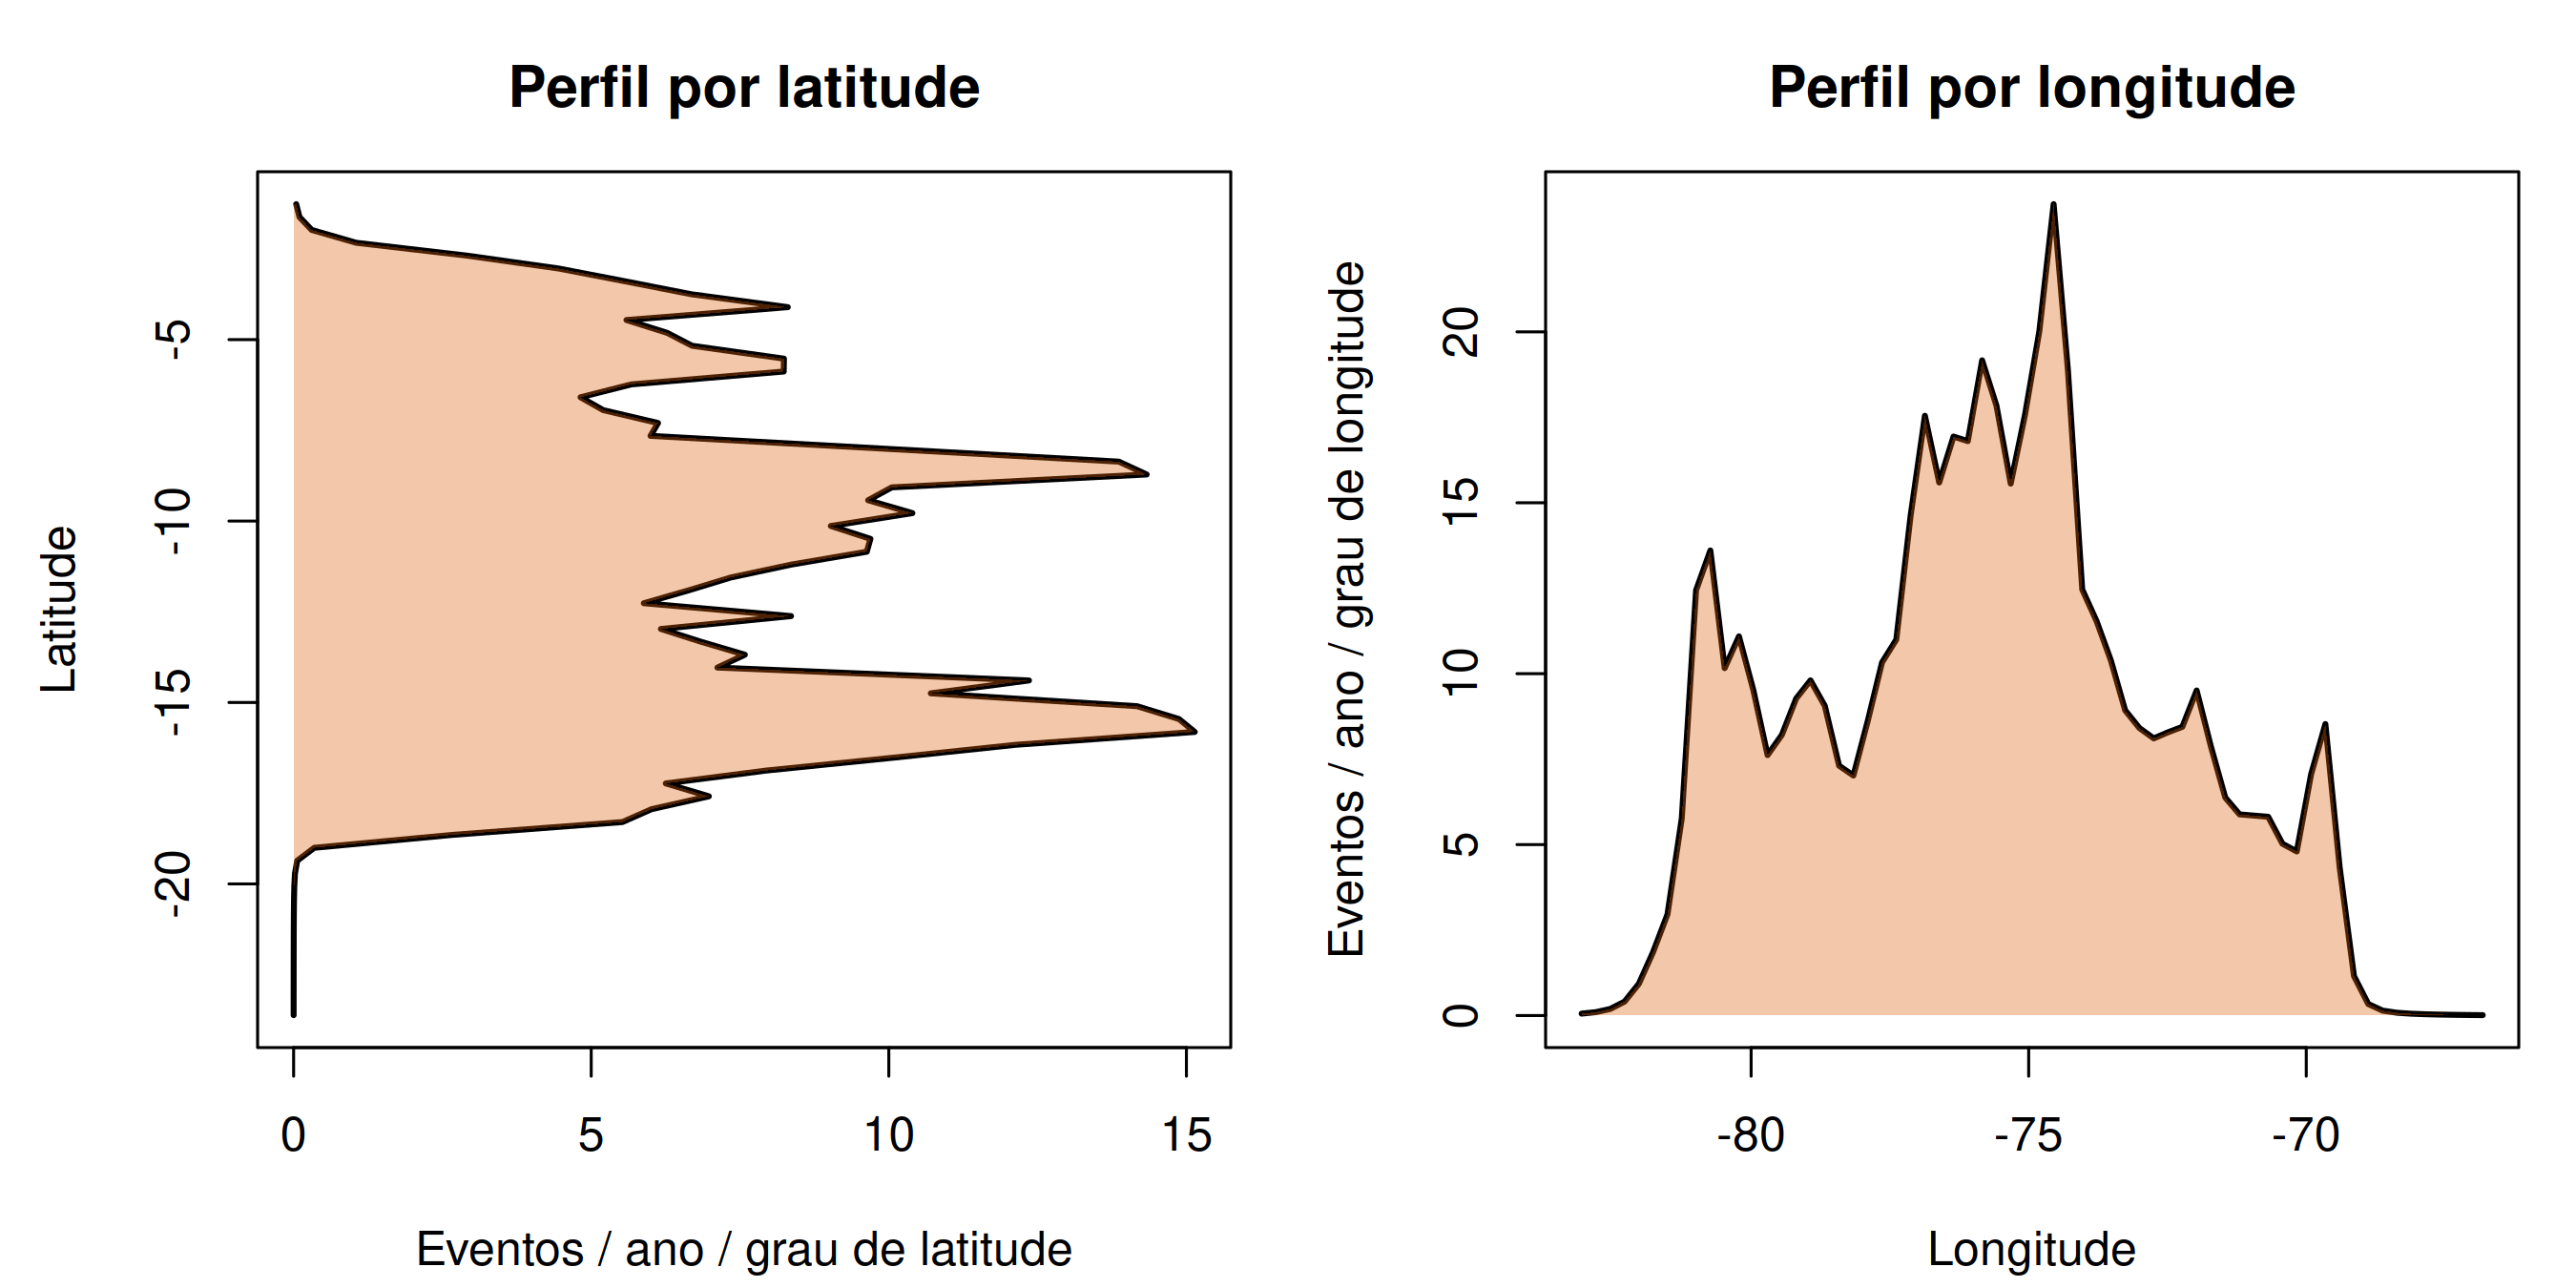 Perfil por latitude
Latitude
-5
-10
-15
-20
0 5 10 15
Eventos / ano / grau de latitude
Perfil por longitude
Eventos / ano / grau de longitude
20
15
10
5
0
-80 -75 -70
Longitude